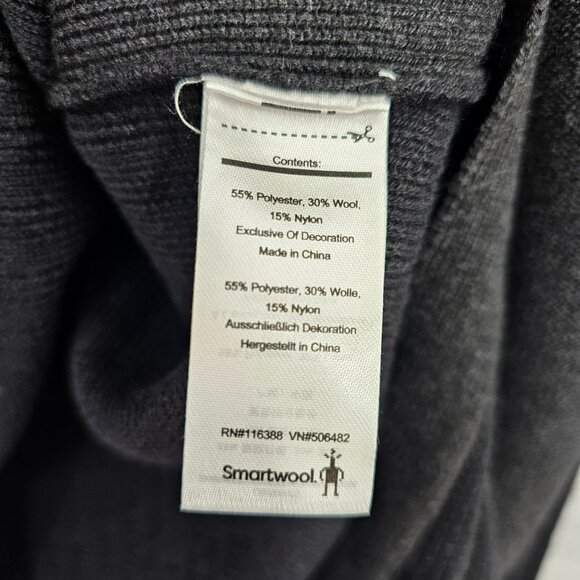 Contents:
55% Polyester, 30% Wool,
15% Nylon
Exclusive Of Decoration
Made in China
55% Polyester, 30% Wolle,
15% Nylon
Ausschließlich Dekoration
Hergestellt in China
RN#116388 VN#506482
Smartwool.